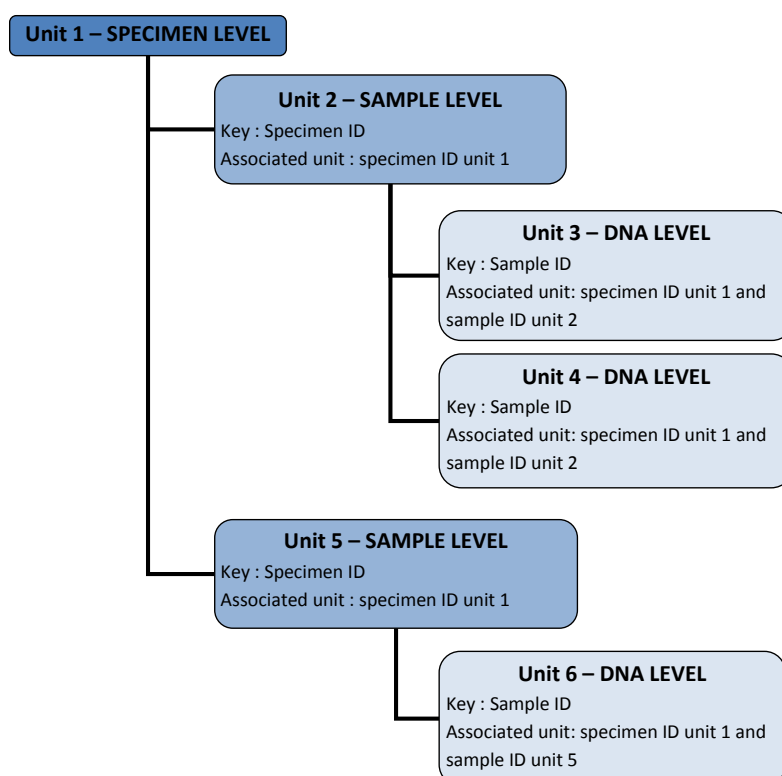 Unit 1 – SPECIMEN LEVEL
Unit 2 – SAMPLE LEVEL
Key : Specimen ID
Associated unit : specimen ID unit 1
Unit 3 – DNA LEVEL
Key : Sample ID
Associated unit: specimen ID unit 1 and
sample ID unit 2
Unit 4 – DNA LEVEL
Key : Sample ID
Associated unit: specimen ID unit 1 and
sample ID unit 2
Unit 5 – SAMPLE LEVEL
Key : Specimen ID
Associated unit : specimen ID unit 1
Unit 6 – DNA LEVEL
Key : Sample ID
Associated unit: specimen ID unit 1 and
sample ID unit 5